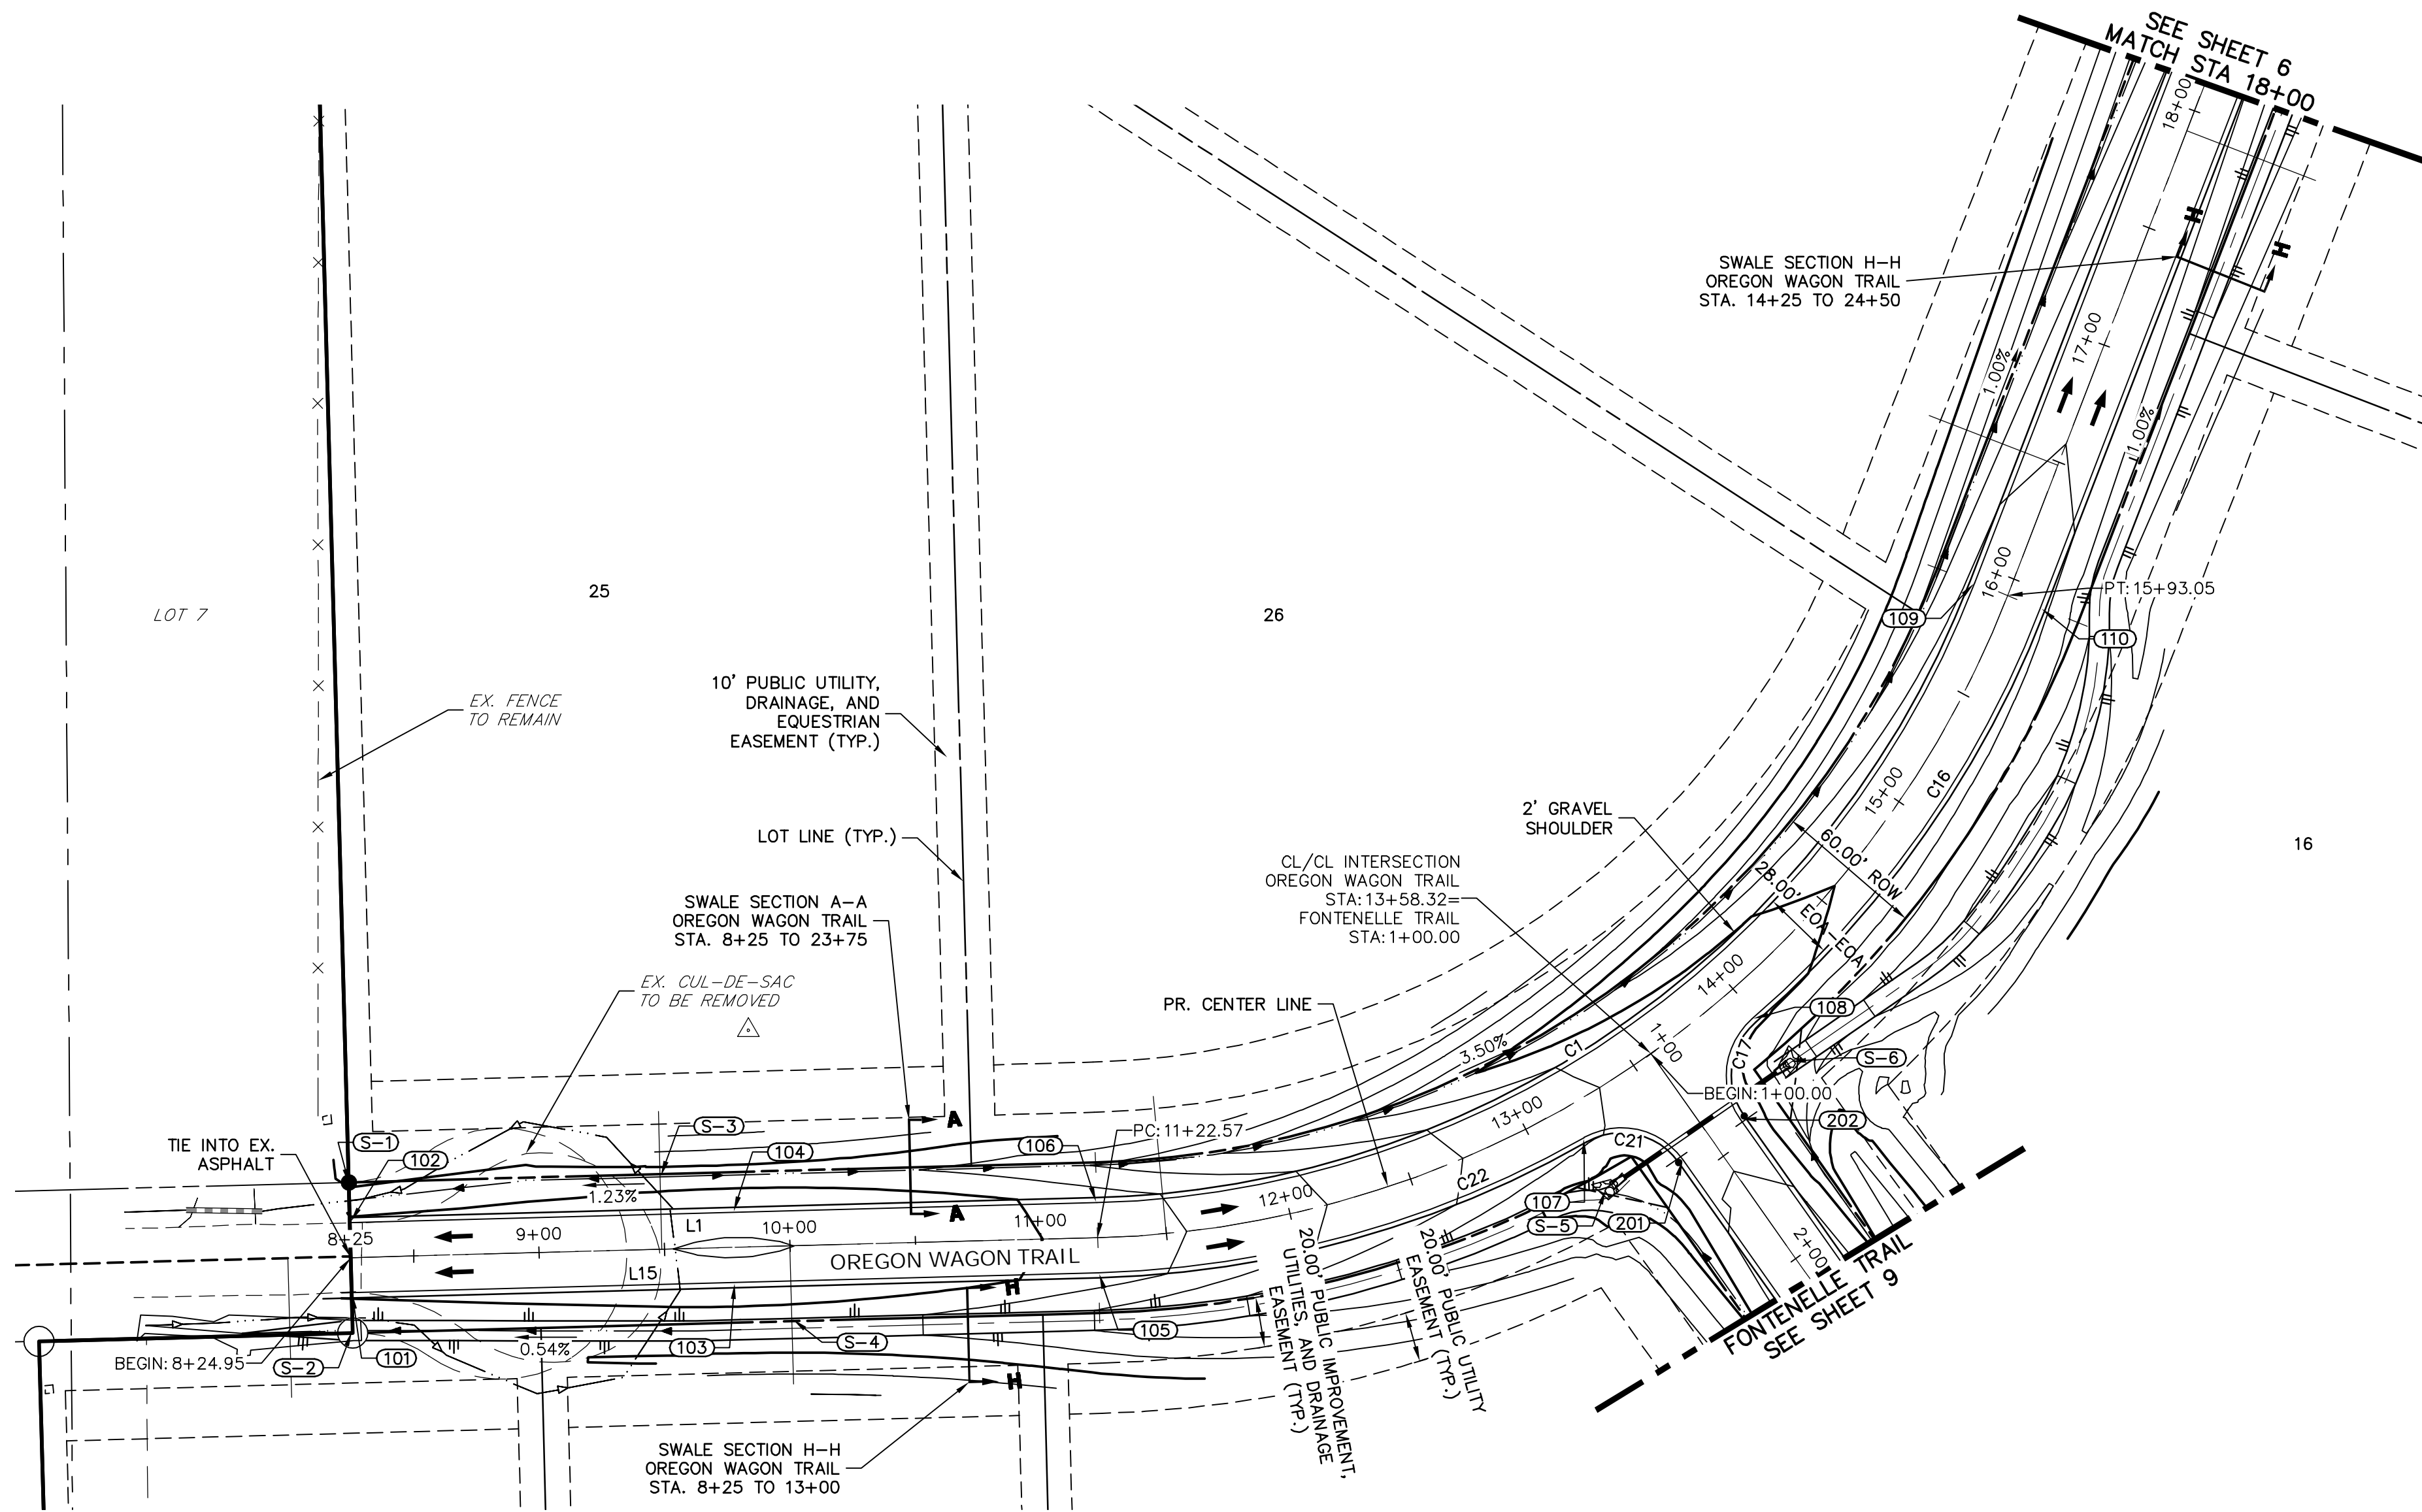 SEE SHEET 6
MATCH STA 18+00
18+00
H
H
SWALE SECTION H-H
OREGON WAGON TRAIL
STA. 14+25 TO 24+50
17+00
1.00%
1.00%
25
26
LOT 7
16+00
PT: 15+93.05
109
110
EX. FENCE
TO REMAIN
10' PUBLIC UTILITY,
DRAINAGE, AND
EQUESTRIAN
EASEMENT (TYP.)
C16
15+00
2' GRAVEL
SHOULDER
LOT LINE (TYP.)
60.00' ROW
28.00' EOA-EOA
16
CL/CL INTERSECTION
OREGON WAGON TRAIL
STA: 13+58.32=
FONTENELLE TRAIL
STA: 1+00.00
SWALE SECTION A-A
OREGON WAGON TRAIL
STA. 8+25 TO 23+75
EX. CUL-DE-SAC
TO BE REMOVED
14+00
PR. CENTER LINE
108
3.50%
C1
1+00
C17
S-6
BEGIN: 1+00.00
202
13+00
A
S-3
PC: 11+22.57
TIE INTO EX.
ASPHALT
S-1
102
104
106
C21
C22
1.23%
12+00
107
S-5
201
A
L1
10+00
11+00
8+25
9+00
OREGON WAGON TRAIL
L15
H
2+00
FONTENELLE TRAIL
SEE SHEET 9
20.00' PUBLIC IMPROVEMENT,
UTILITIES, AND DRAINAGE
EASEMENT (TYP.)
20.00' PUBLIC UTILITY
EASEMENT (TYP.)
105
S-4
103
0.54%
BEGIN: 8+24.95
S-2
101
H
SWALE SECTION H-H
OREGON WAGON TRAIL
STA. 8+25 TO 13+00